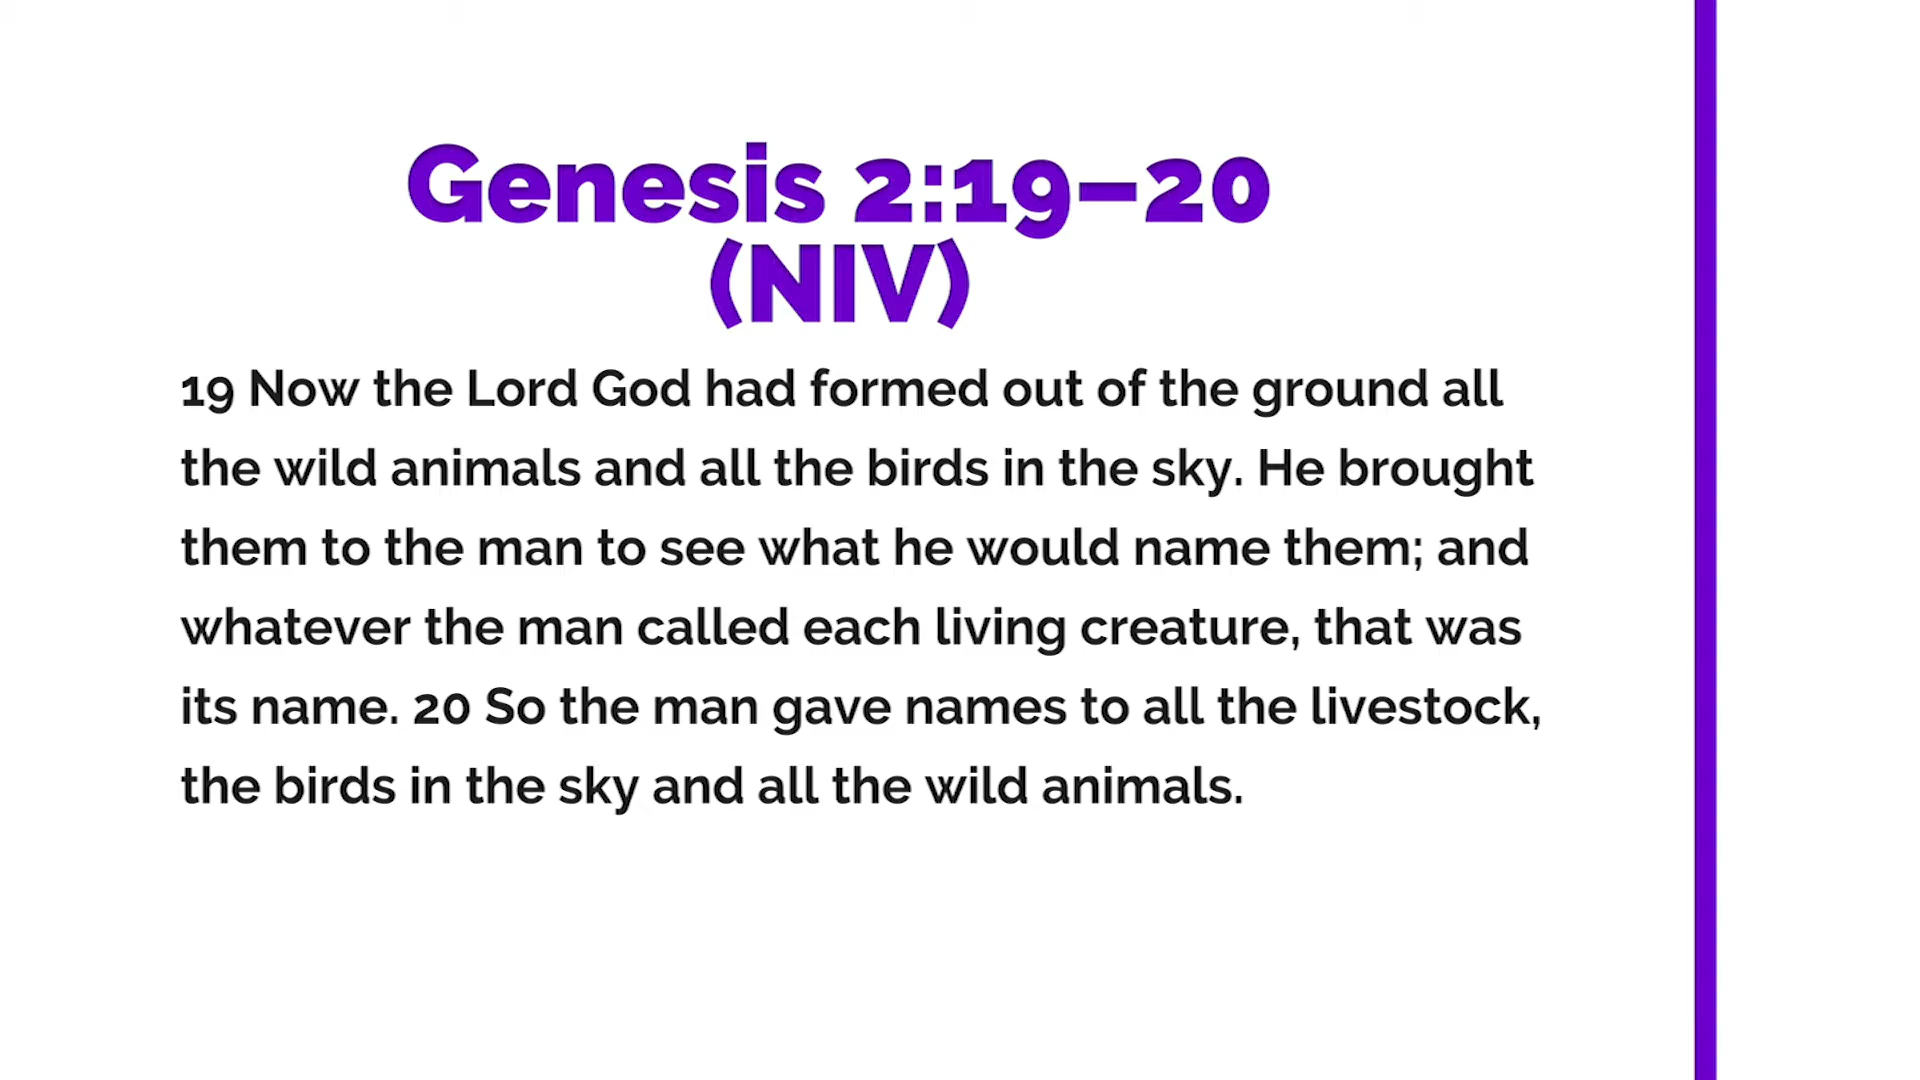 Genesis 2:19–20
(NIV)
19 Now the Lord God had formed out of the ground all
the wild animals and all the birds in the sky. He brought
them to the man to see what he would name them; and
whatever the man called each living creature, that was
its name. 20 So the man gave names to all the livestock,
the birds in the sky and all the wild animals.